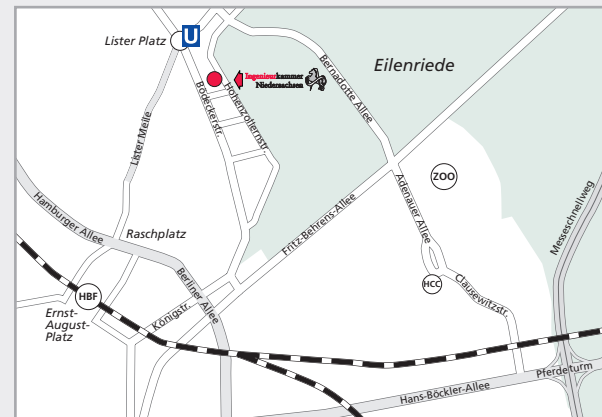 Lister Platz
U
Ingenieurkammer
Niedersachsen
Eilenriede
Bernadotte Allee
Hohenzollernstr.
Bödeckerstr.
Lister Meile
ZOO
Adenauer Allee
Messeschnellweg
Fritz-Behrens-Allee
Hamburger Allee
Raschplatz
Berliner Allee
HCC
Clausewitzstr.
HBF
Ernst-
August-
Platz
Königstr.
Pferdeturm
Hans-Böckler-Allee